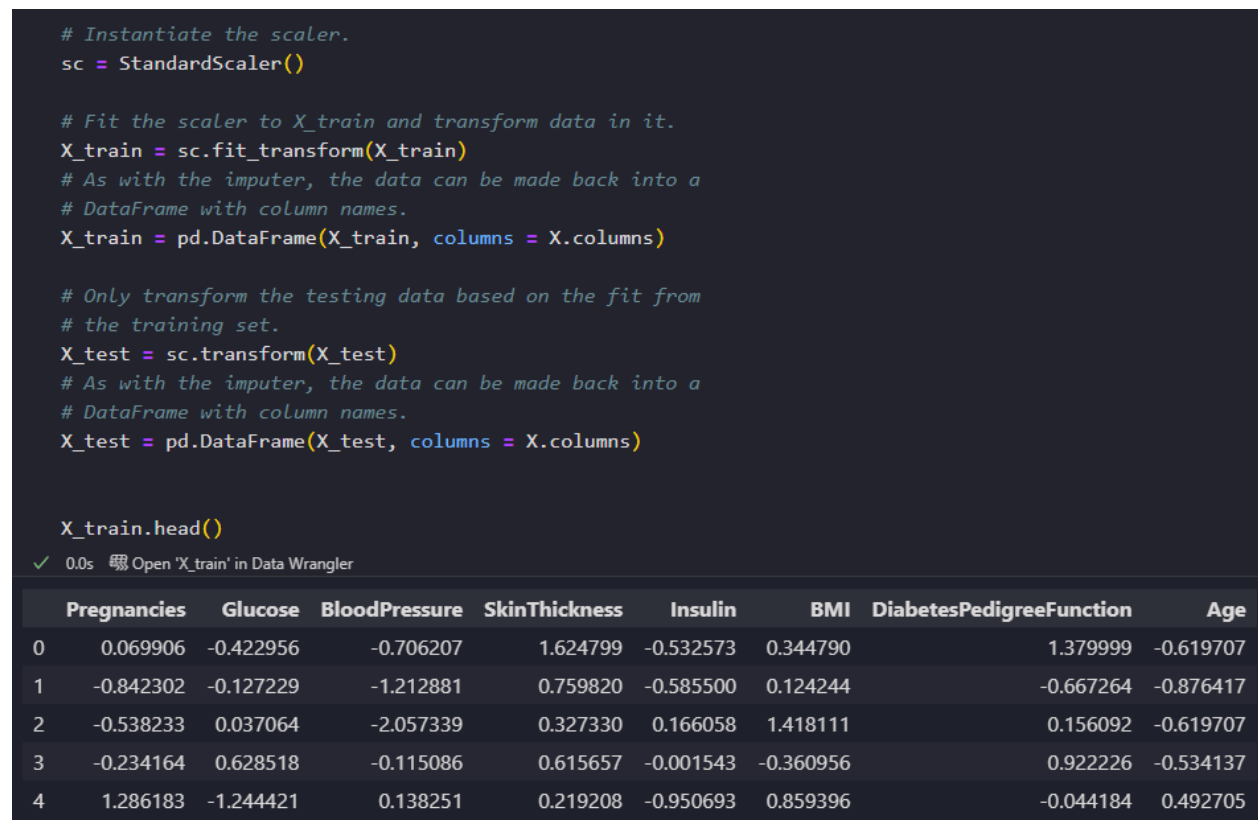 # Instantiate the scaler.
sc = StandardScaler()
# Fit the scaler to X_train and transform data in it.
X_train = sc.fit_transform(X_train)
# As with the imputer, the data can be made back into a
# DataFrame with column names.
X_train = pd.DataFrame(X_train, columns = X.columns)
# Only transform the testing data based on the fit from
# the training set.
X_test = sc.transform(X_test)
# As with the imputer, the data can be made back into a
# DataFrame with column names.
X_test = pd.DataFrame(X_test, columns = X.columns)
X_train.head()
✓ 0.0s Open 'X_train' in Data Wrangler
Pregnancies Glucose BloodPressure SkinThickness Insulin BMI DiabetesPedigreeFunction Age
0 0.069906 -0.422956 -0.706207 1.624799 -0.532573 0.344790 1.379999 -0.619707
1 -0.842302 -0.127229 -1.212881 0.759820 -0.585500 0.124244 -0.667264 -0.876417
2 -0.538233 0.037064 -2.057339 0.327330 0.166058 1.418111 0.156092 -0.619707
3 -0.234164 0.628518 -0.115086 0.615657 -0.001543 -0.360956 0.922226 -0.534137
4 1.286183 -1.244421 0.138251 0.219208 -0.950693 0.859396 -0.044184 0.492705